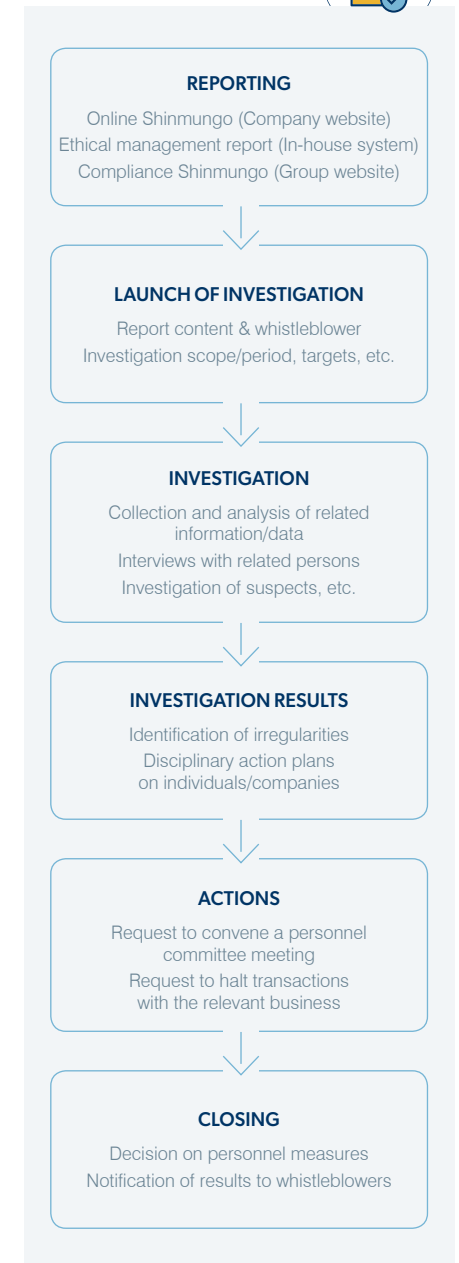 REPORTING
Online Shinmungo (Company website)
Ethical management report (In-house system)
Compliance Shinmungo (Group website)
LAUNCH OF INVESTIGATION
Report content & whistleblower
Investigation scope/period, targets, etc.
INVESTIGATION
Collection and analysis of related
information/data
Interviews with related persons
Investigation of suspects, etc.
INVESTIGATION RESULTS
Identification of irregularities
Disciplinary action plans
on individuals/companies
ACTIONS
Request to convene a personnel
committee meeting
Request to halt transactions
with the relevant business
CLOSING
Decision on personnel measures
Notification of results to whistleblowers